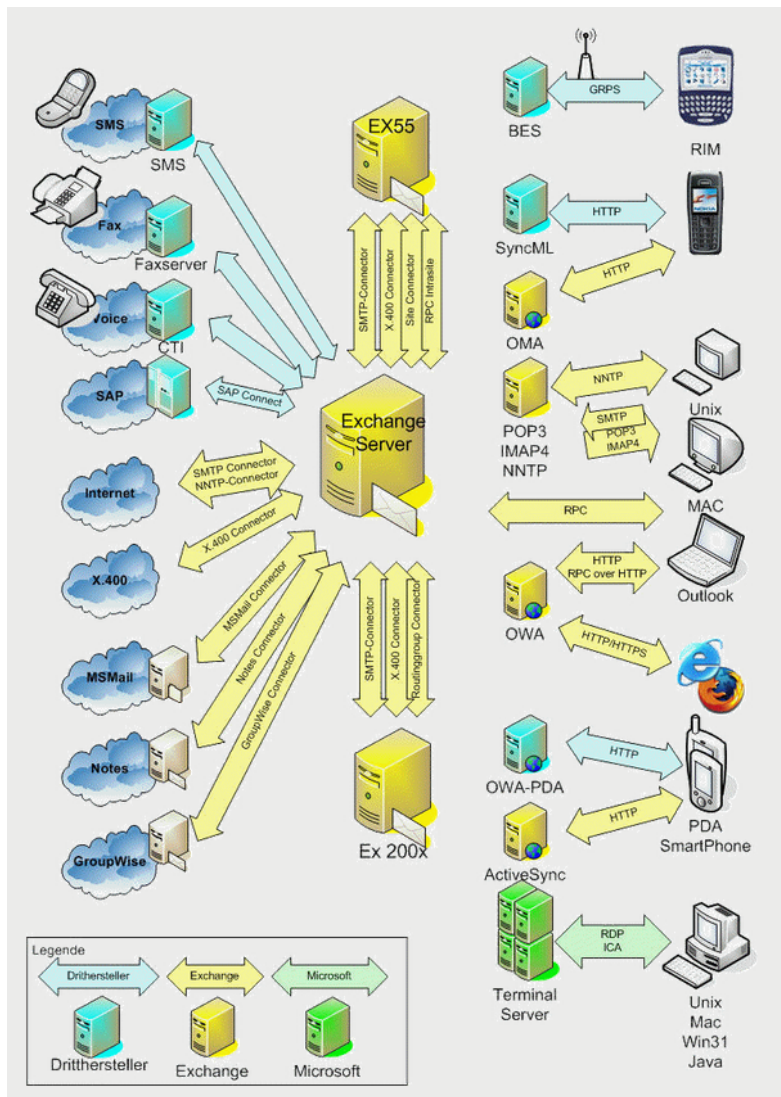 SMS
SMS
Fax
Faxserver
Voice
CTI
SAP
SAP Connect
EX55
SMTP-Connector
X.400 Connector
Site Connector
RPC Intrasite
Exchange
Server
Internet
SMTP Connector
NNTP-Connector
X.400
X.400 Connector
MSMail
MSMail Connector
Notes
Notes Connector
GroupWise
GroupWise Connector
SMTP-Connector
X.400 Connector
Routinggroup Connector
Ex 200x
BES
GRPS
RIM
SyncML
HTTP
NOKIA
HTTP
OMA
POP3
IMAP4
NNTP
NNTP
Unix
SMTP
POP3
IMAP4
MAC
RPC
HTTP
RPC over HTTP
Outlook
OWA
HTTP/HTTPS
OWA-PDA
HTTP
ActiveSync
HTTP
PDA
SmartPhone
Terminal
Server
RDP
ICA
Unix
Mac
Win31
Java
Legende
Drithersteller
Exchange
Microsoft
Dritthersteller
Exchange
Microsoft